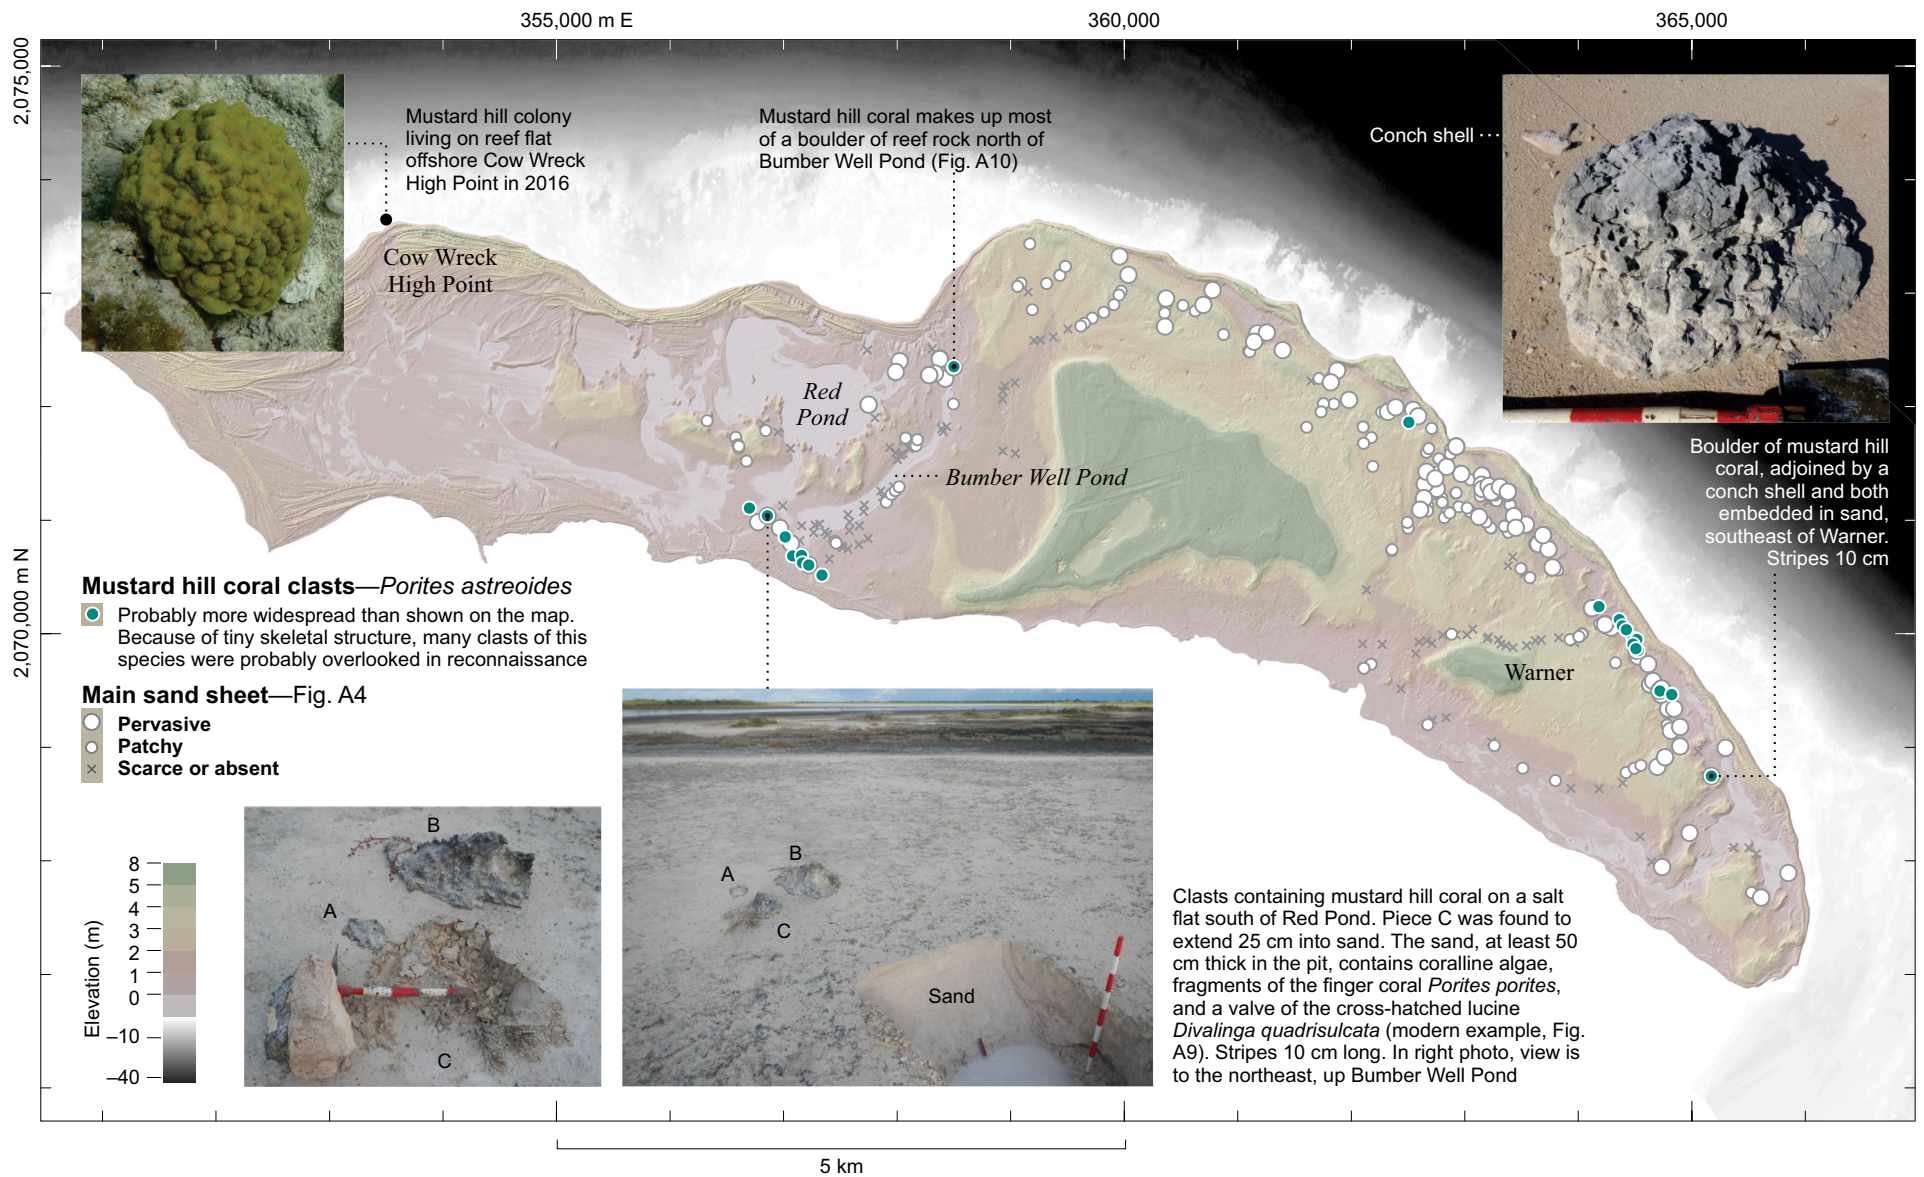 355,000 m E
360,000
365,000
2,075,000
2,070,000 m N
Mustard hill colony
living on reef flat
offshore Cow Wreck
High Point in 2016
Mustard hill coral makes up most
of a boulder of reef rock north of
Bumber Well Pond (Fig. A10)
Conch shell
Cow Wreck
High Point
Red
Pond
Bumber Well Pond
Boulder of mustard hill
coral, adjoined by a
conch shell and both
embedded in sand,
southeast of Warner.
Stripes 10 cm
Warner
Mustard hill coral clasts—Porites astreoides
Probably more widespread than shown on the map.
Because of tiny skeletal structure, many clasts of this
species were probably overlooked in reconnaissance
Main sand sheet—Fig. A4
Pervasive
Patchy
Scarce or absent
Elevation (m)
8
5
4
3
2
1
0
–10
–40
B
A
C
A
B
C
Sand
Clasts containing mustard hill coral on a salt
flat south of Red Pond. Piece C was found to
extend 25 cm into sand. The sand, at least 50
cm thick in the pit, contains coralline algae,
fragments of the finger coral Porites porites,
and a valve of the cross-hatched lucine
Divalinga quadrisulcata (modern example, Fig.
A9). Stripes 10 cm long. In right photo, view is
to the northeast, up Bumber Well Pond
5 km